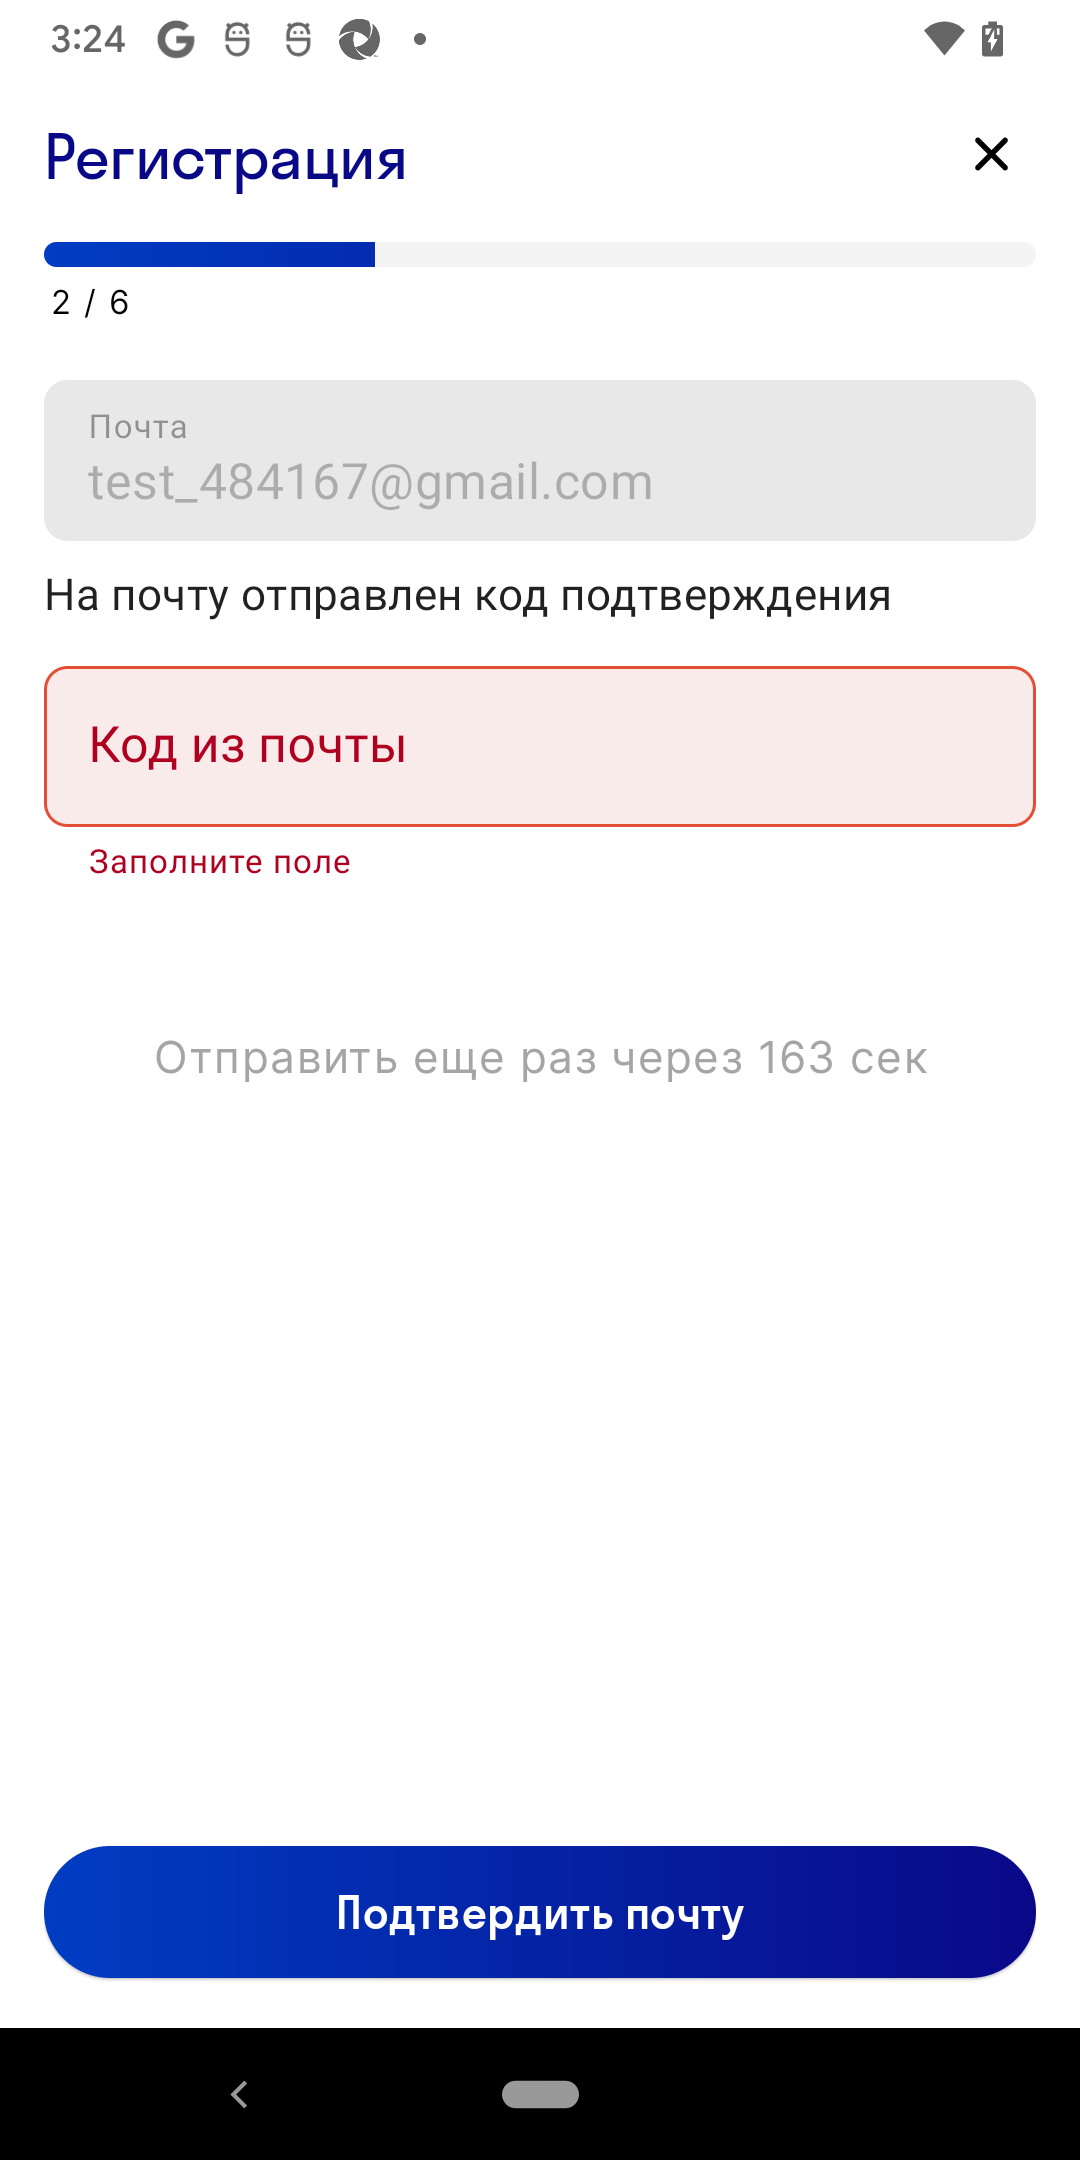 3:24
Регистрация
2 / 6
Почта
test_484167@gmail.com
На почту отправлен код подтверждения
Код из почты
Заполните поле
Отправить еще раз через 163 сек
Подтвердить почту